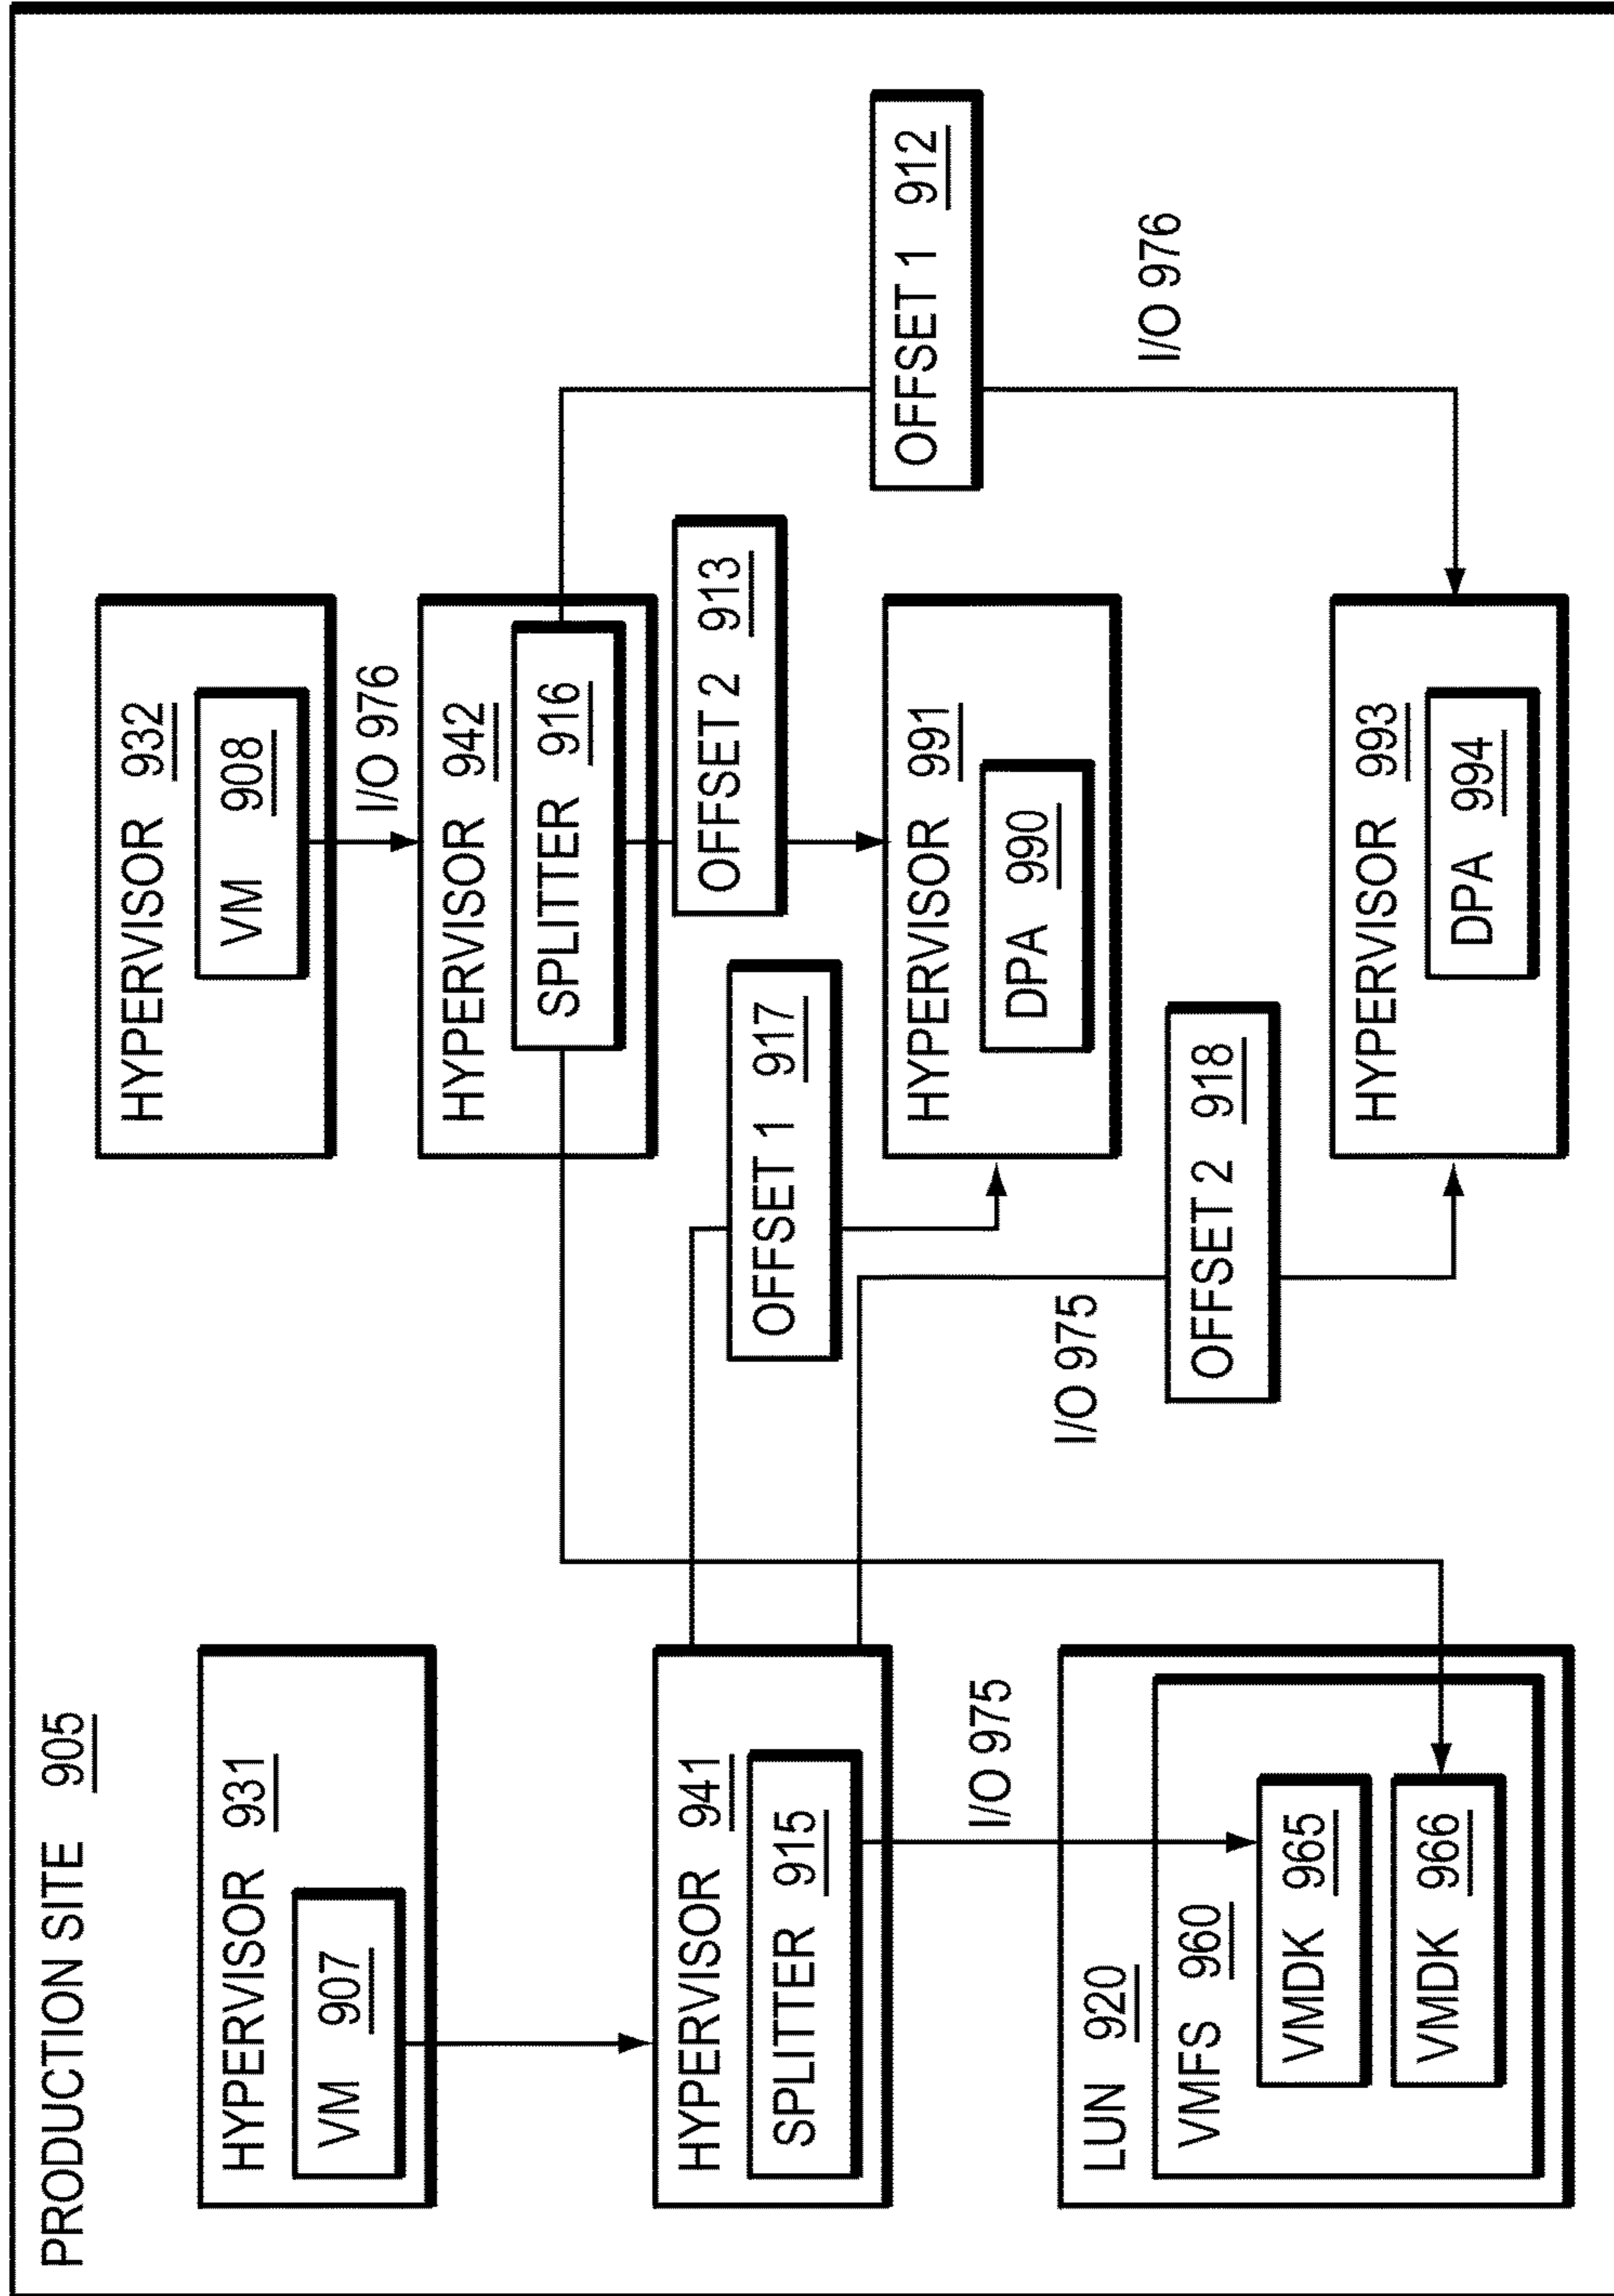 PRODUCTION SITE 905
HYPERVISOR 931
VM 907
HYPERVISOR 932
VM 908
I/O 976
HYPERVISOR 941
SPLITTER 915
HYPERVISOR 942
SPLITTER 916
OFFSET 2 913
OFFSET 1 917
OFFSET 1 912
I/O 975
I/O 975
I/O 976
HYPERVISOR 991
DPA 990
LUN 920
VMFS 960
VMDK 965
VMDK 966
OFFSET 2 918
HYPERVISOR 993
DPA 994